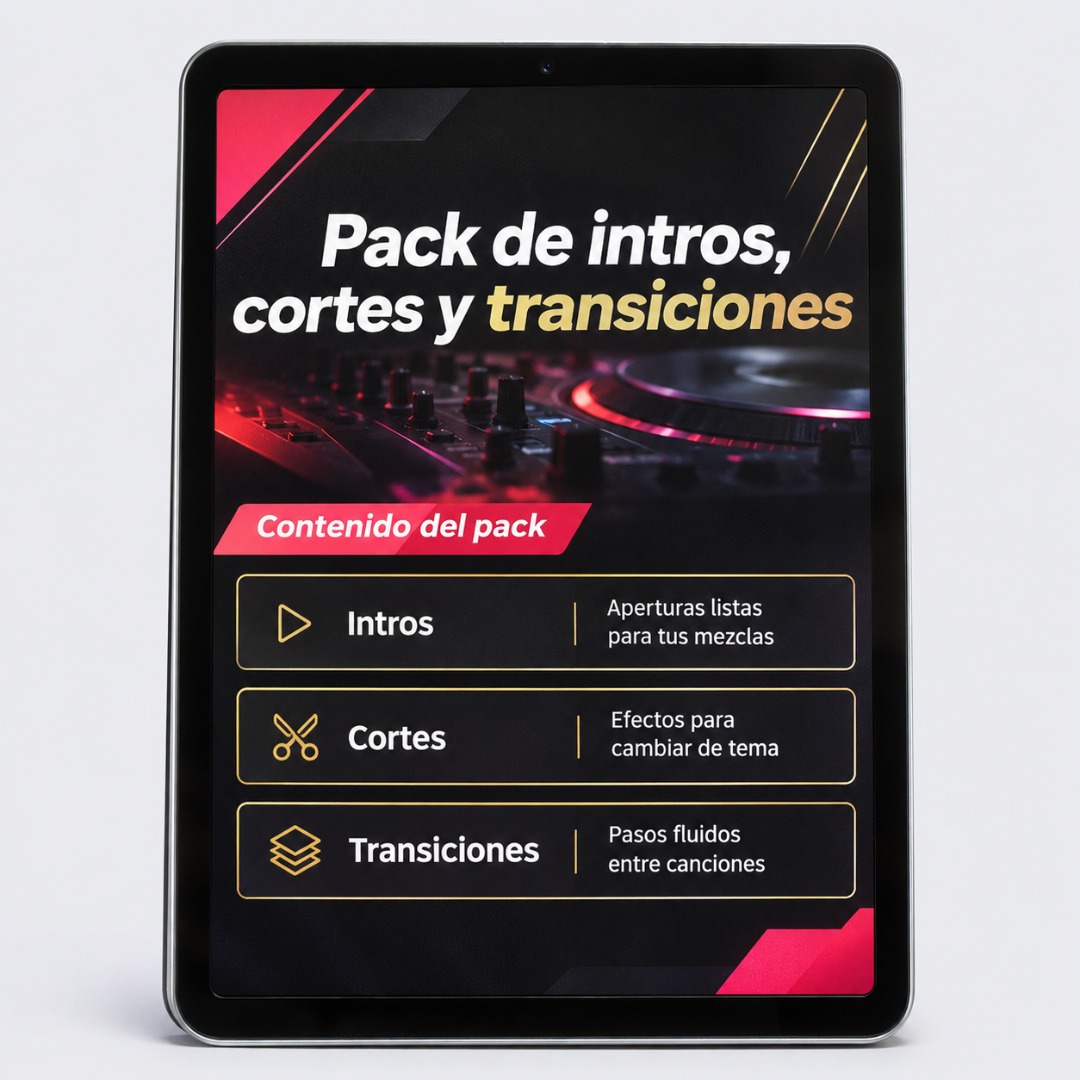 Pack de intros,
cortes y transiciones
Contenido del pack
Intros
Aperturas listas
para tus mezclas
Cortes
Efectos para
cambiar de tema
Transiciones
Pasos fluidos
entre canciones